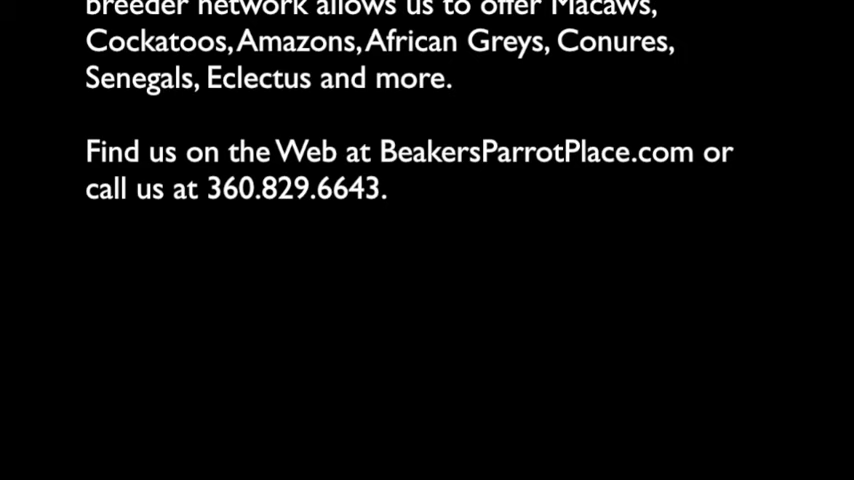 breeder network allows us to offer Macaws,
Cockatoos, Amazons, African Greys, Conures,
Senegals, Eclectus and more.
Find us on the Web at BeakersParrotPlace.com or
call us at 360.829.6643.